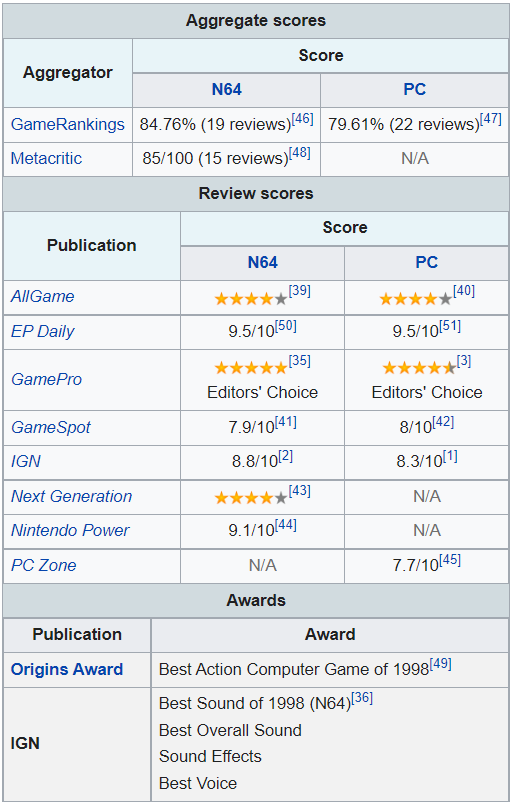 Aggregate scores
Aggregator
Score
N64 PC
GameRankings 84.76% (19 reviews)[46] 79.61% (22 reviews)[47]
Metacritic 85/100 (15 reviews)[48] N/A
Review scores
Publication
Score
N64 PC
AllGame [39] [40]
EP Daily 9.5/10[50] 9.5/10[51]
GamePro [35] Editors' Choice [3] Editors' Choice
GameSpot 7.9/10[41] 8/10[42]
IGN 8.8/10[2] 8.3/10[1]
Next Generation [43] N/A
Nintendo Power 9.1/10[44] N/A
PC Zone N/A 7.7/10[45]
Awards
Publication Award
Origins Award Best Action Computer Game of 1998[49]
IGN
Best Sound of 1998 (N64)[36]
Best Overall Sound
Sound Effects
Best Voice